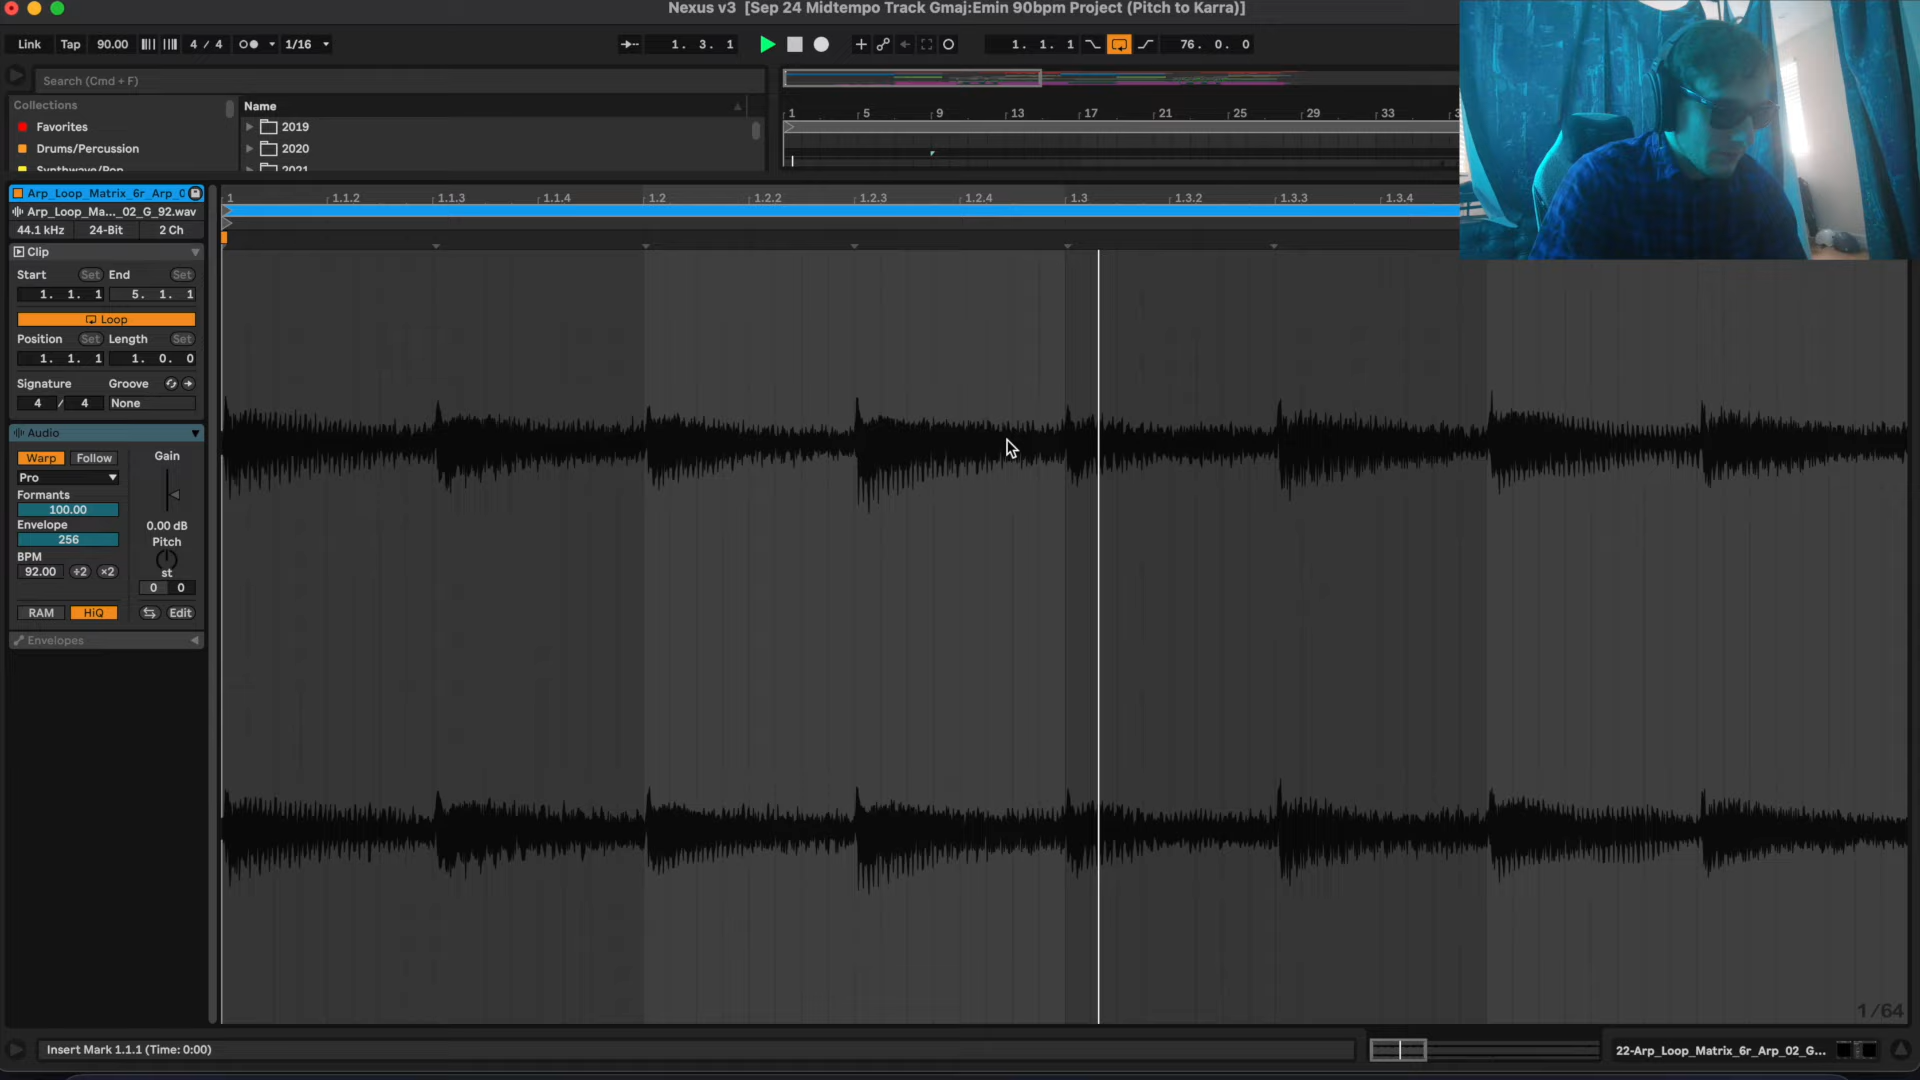 Nexus v3 [Sep 24 Midtempo Track Gmaj:Emin 90bpm Project (Pitch to Karra)]
Link Tap 90.00 4 / 4 1/16 1. 3. 1 1. 1. 1 76. 0. 0
Search (Cmd + F)
Collections
Favorites
Drums/Percussion
Synthwave/Pop
Name
2019
2020
2021
1 5 9 13 17 21 25 29 33
Arp_Loop_Matrix_6r_Arp_0
Arp_Loop_Ma..._02_G_92.wav
44.1 kHz 24-Bit 2 Ch
1 1.1.2 1.1.3 1.1.4 1.2 1.2.2 1.2.3 1.2.4 1.3 1.3.2 1.3.3 1.3.4
Clip
Start Set End Set
1. 1. 1 5. 1. 1
Loop
Position Set Length Set
1. 1. 1 1. 0. 0
Signature Groove
4 / 4 None
Audio
Warp Follow Gain
Pro
Formants
100.00
Envelope 0.00 dB
256 Pitch
BPM st
92.00 ÷2 ×2 0 0
RAM HiQ Edit
Envelopes
1/64
Insert Mark 1.1.1 (Time: 0:00)
22-Arp_Loop_Matrix_6r_Arp_02_G...